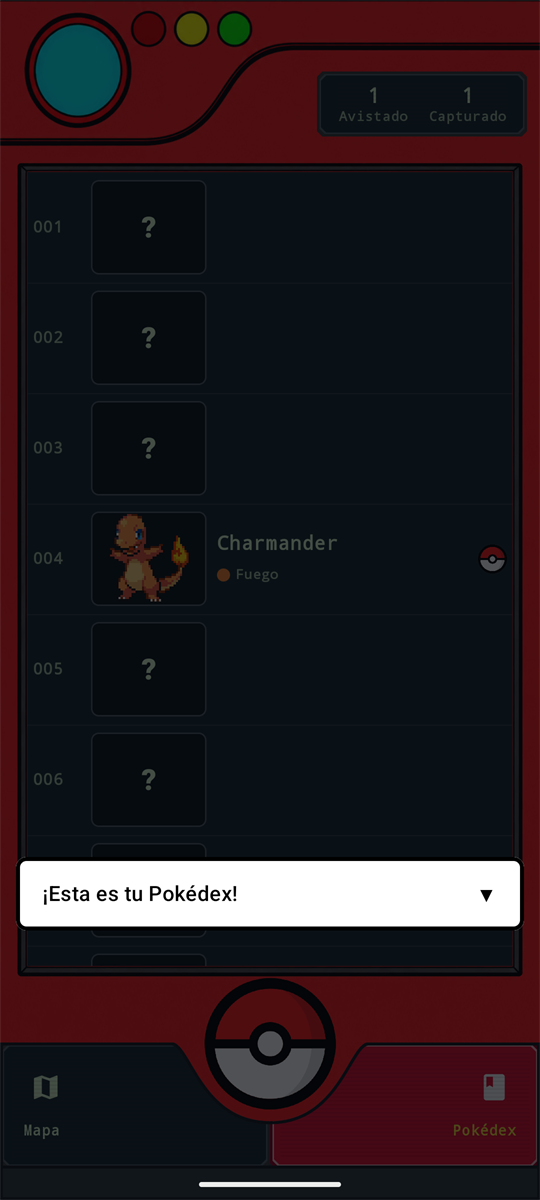 1
1
Avistado
Capturado
001
?
002
?
003
?
004
Charmander
Fuego
005
?
006
?
¡Esta es tu Pokédex!
Mapa
Pokédex